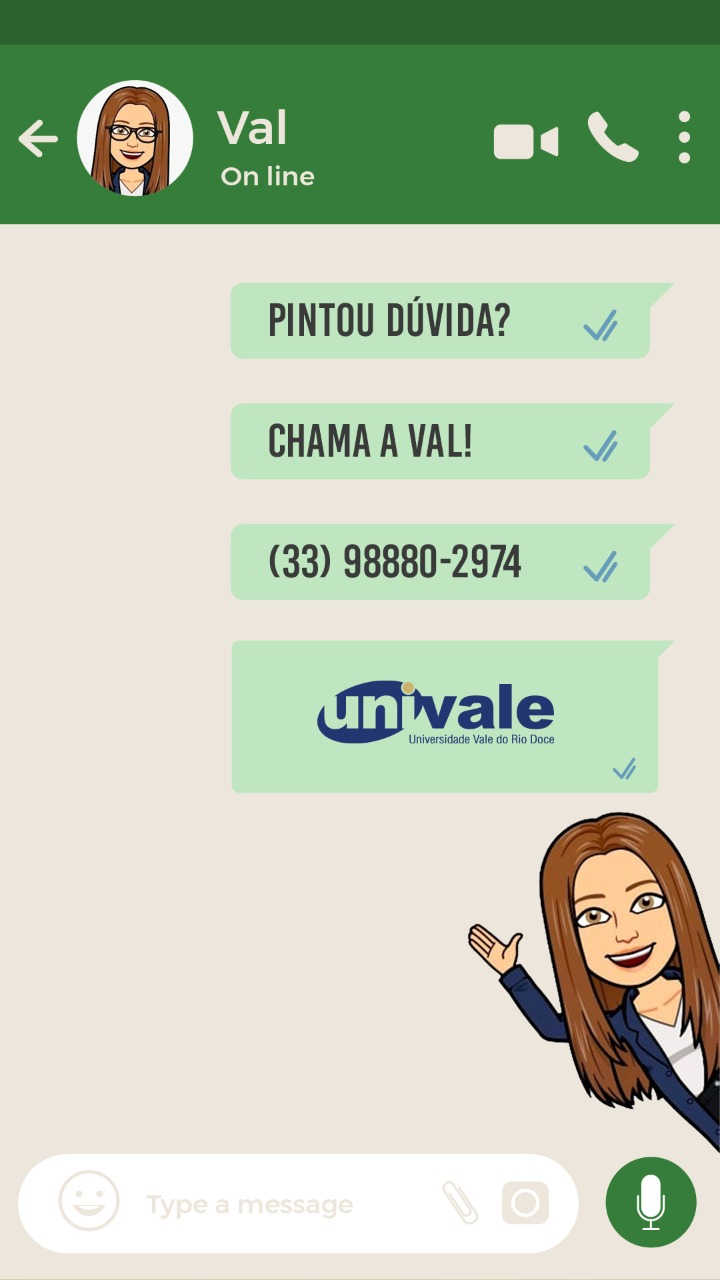 Val
On line
PINTOU DÚVIDA?
CHAMA A VAL!
(33) 98880-2974
univale
Universidade Vale do Rio Doce
Type a message